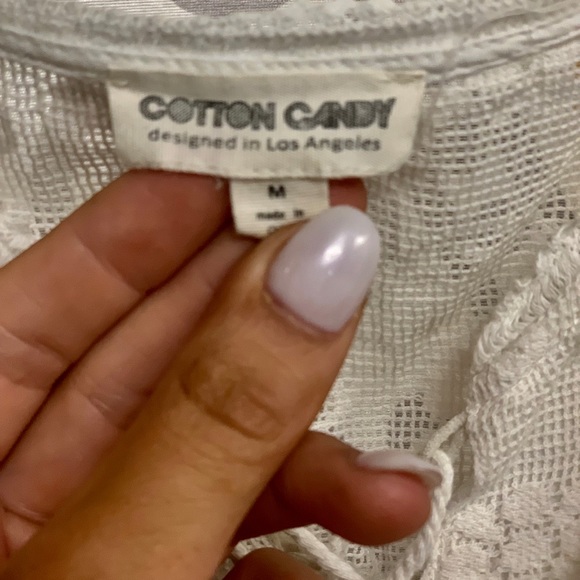 COTTON CANDY
designed in Los Angeles
M
made in